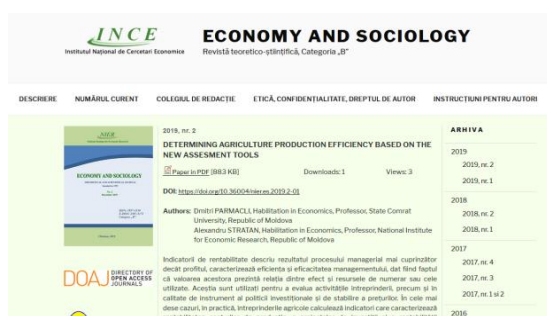 INCE
Institutul Național de Cercetari Economice
ECONOMY AND SOCIOLOGY
Revistă teoretico-științifică, Categoria „B”
DESCRIERE NUMĂRUL CURENT COLEGIUL DE REDACȚIE ETICĂ, CONFIDENȚIALITATE, DREPTUL DE AUTOR INSTRUCȚIUNI PENTRU AUTORI
NIER
ECONOMY AND SOCIOLOGY
2019, nr. 2
DETERMINING AGRICULTURE PRODUCTION EFFICIENCY BASED ON THE
NEW ASSESMENT TOOLS
Paper in PDF [883 KB] Downloads:1 Views: 3
DOI: https://doi.org/10.36004/nier.es.2019.2-01
Authors: Dmitri PARMACLI, Habilitation in Economics, Professor, State Comrat
University, Republic of Moldova
Alexandru STRATAN, Habilitation in Economics, Professor, National Institute
for Economic Research, Republic of Moldova
Indicatorii de rentabilitate descriu rezultatul procesului managerial mai cuprinzător
decât profitul, caracterizează eficiența și eficacitatea managementului, dat fiind faptul
că valoarea acestora prezintă relația dintre efect și resursele de numerar sau cele
utilizate. Aceștia sunt utilizați pentru a evalua activitățile întreprinderii, precum și în
calitate de instrument al politicii investiționale și de stabilire a prețurilor. În cele mai
dese cazuri, în practică, întreprinderile agricole calculează indicatori care caracterizează
DOAJ DIRECTORY OF
OPEN ACCESS
JOURNALS
ARHIVA
2019
2019, nr. 2
2019, nr. 1
2018
2018, nr. 2
2018, nr. 1
2017
2017, nr. 4
2017, nr. 3
2017, nr. 1 si 2
2016